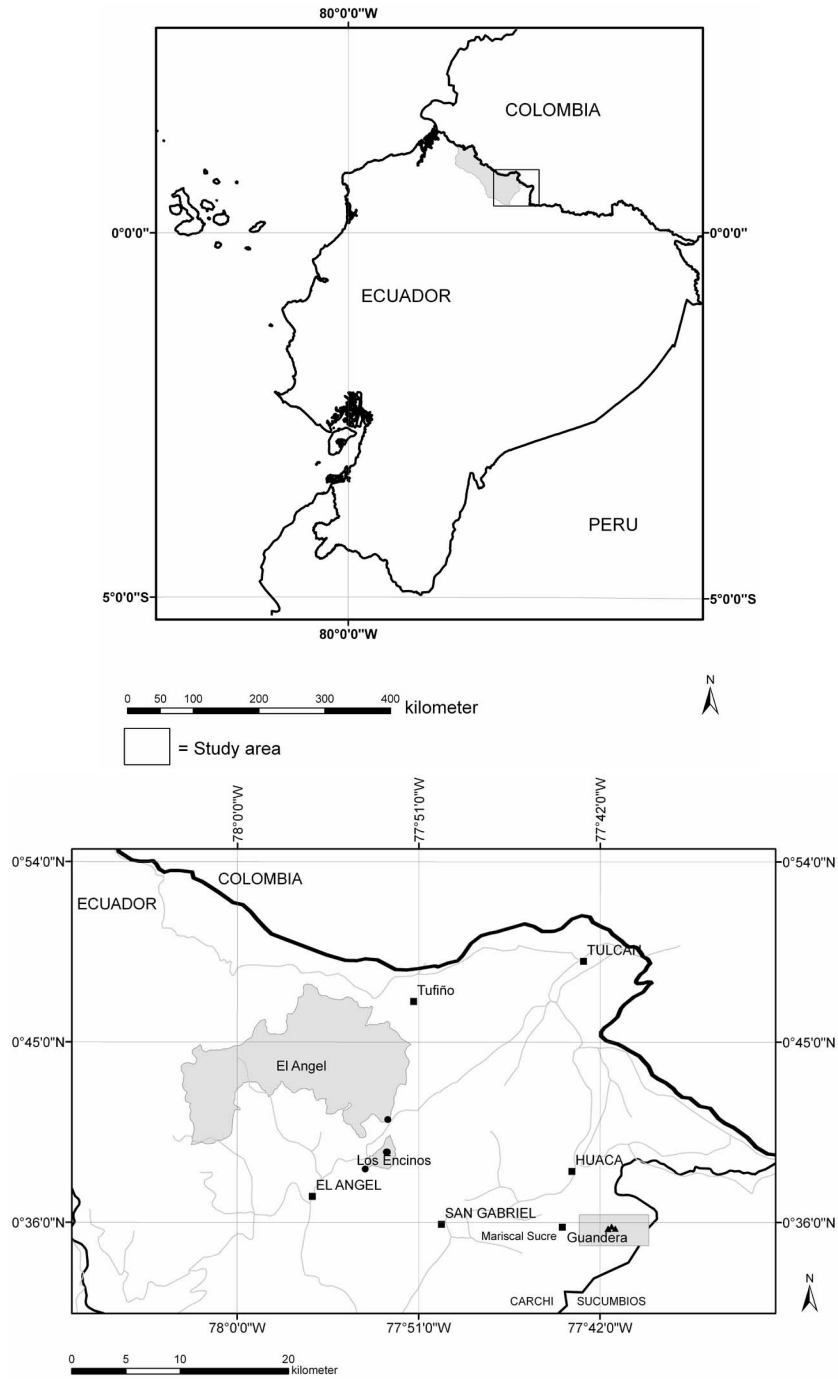 80°0'0"W
COLOMBIA
0°0'0"
0°0'0"
ECUADOR
PERU
5°0'0"S
5°0'0"S
80°0'0"W
N
0 50 100 200 300 400 kilometer
= Study area
78°0'0"W
77°51'0"W
77°42'0"W
0°54'0"N
0°54'0"N
COLOMBIA
ECUADOR
TULCAN
Tufiño
0°45'0"N
0°45'0"N
El Angel
Los Encinos
HUACA
EL ANGEL
0°36'0"N
SAN GABRIEL
0°36'0"N
Mariscal Sucre
Guandera
N
CARCHI
SUCUMBIOS
78°0'0"W
77°51'0"W
77°42'0"W
0 5 10 20
kilometer